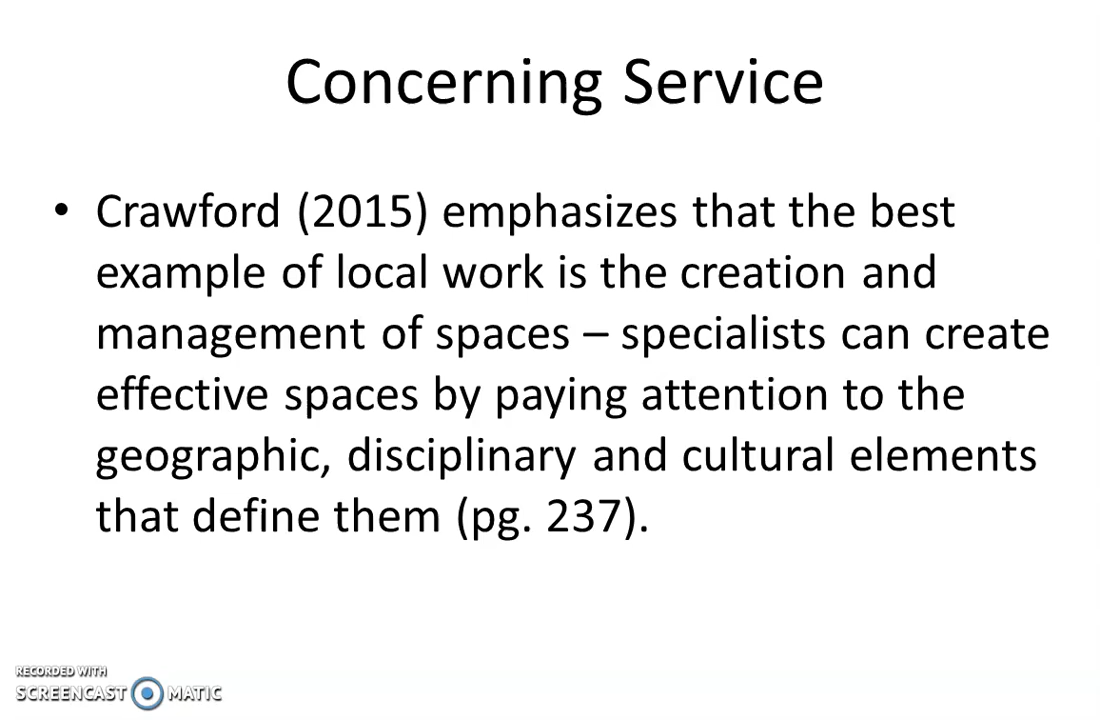 Concerning Service
• Crawford (2015) emphasizes that the best
example of local work is the creation and
management of spaces – specialists can create
effective spaces by paying attention to the
geographic, disciplinary and cultural elements
that define them (pg. 237).
RECORDED WITH
SCREENCAST MATIC